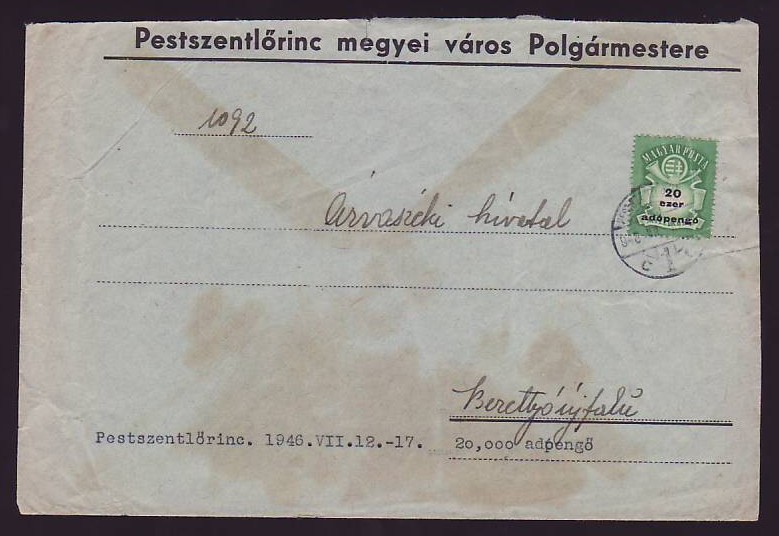 Pestszentlőrinc megyei város Polgármestere
1092
MAGYAR POSTA
20
ezer
adópengő
Árvaszéki hivatal
Berettyóújfalu
Pestszentlőrinc. 1946.VII.12.-17. 20,000 adpengő